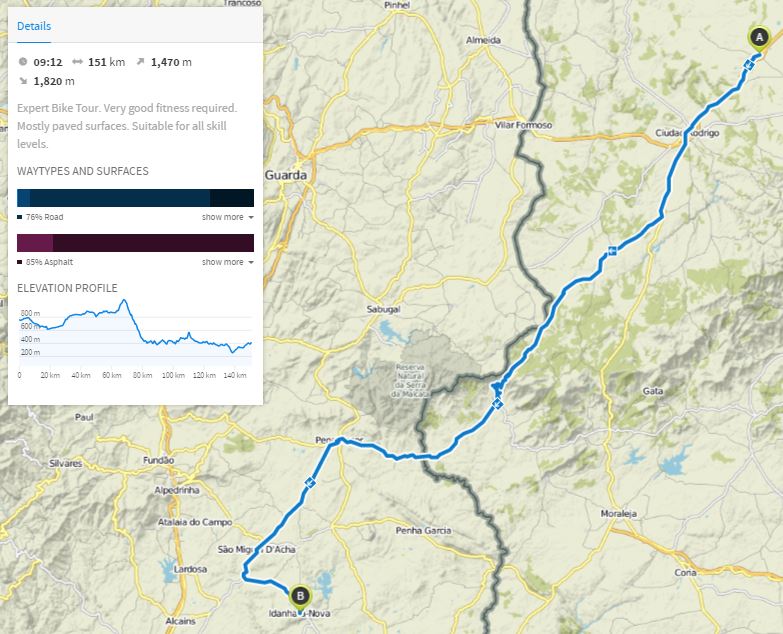 Details
09:12 151 km 1,470 m
1,820 m
Expert Bike Tour. Very good fitness required.
Mostly paved surfaces. Suitable for all skill
levels.
WAYTYPES AND SURFACES
76% Road show more
85% Asphalt show more
ELEVATION PROFILE
800 m
600 m
400 m
200 m
0 20 km 40 km 60 km 80 km 100 km 120 km 140 km
Trancoso
Pinhel
A
Almeida
Vilar Formoso
Ciudad Rodrigo
Guarda
Sabugal
Reserva
Natural
da Serra
da Malcata
Gata
Paul
Silvares
Fundão
Alpedrinha
Atalaia do Campo
Penha Garcia
Moraleja
São Miguel D'Acha
Lardosa
Coria
B
Idanha-a-Nova
Alcains